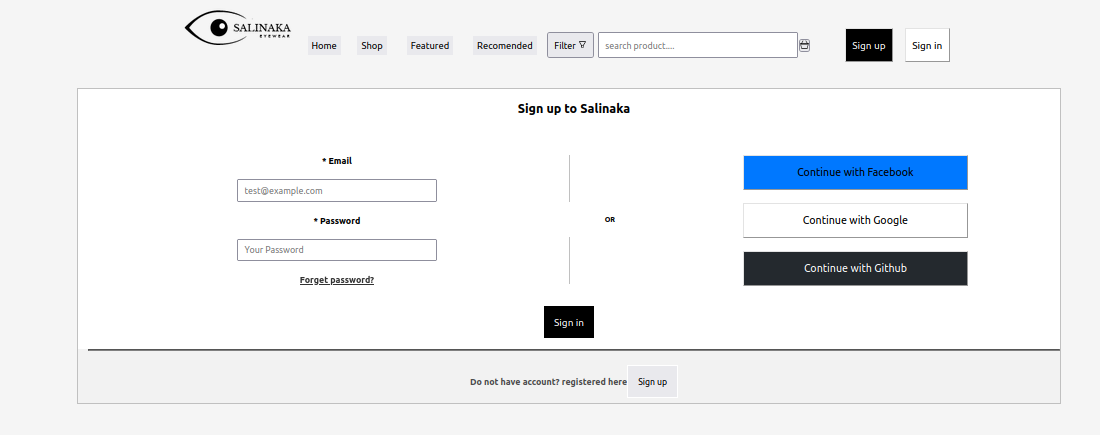 SALINAKA
EYEWEAR
Home Shop Featured Recomended Filter search product.... Sign up Sign in
Sign up to Salinaka
* Email
test@example.com
* Password
Your Password
Forget password?
OR
Continue with Facebook
Continue with Google
Continue with Github
Sign in
Do not have account? registered here Sign up